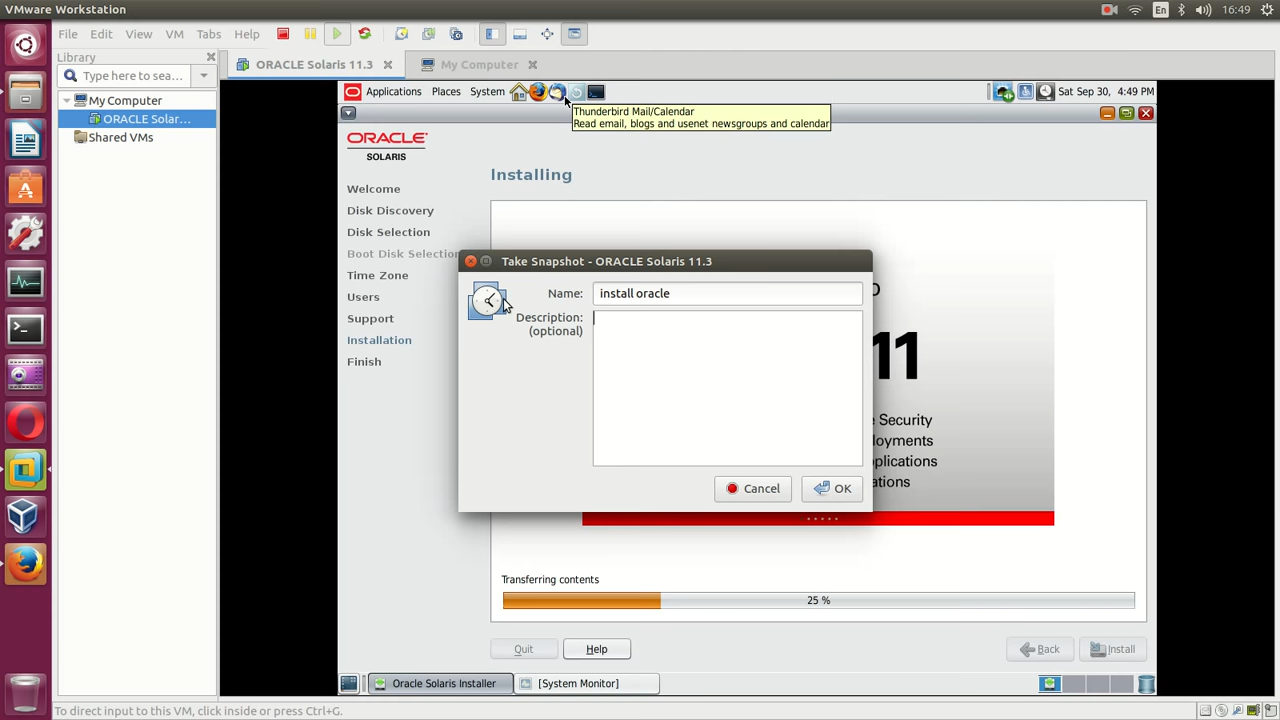 VMware Workstation
En
16:49
File Edit View VM Tabs Help
Library
Type here to sea...
ORACLE Solaris 11.3
My Computer
My Computer
ORACLE Solar...
Shared VMs
Applications Places System
Sat Sep 30, 4:49 PM
Thunderbird Mail/Calendar
Read email, blogs and usenet newsgroups and calendar
ORACLE
SOLARIS
Installing
Welcome
Disk Discovery
Disk Selection
Boot Disk Selection
Time Zone
Users
Support
Installation
Finish
Take Snapshot - ORACLE Solaris 11.3
Name: install oracle
Description:
(optional)
Cancel OK
11
Security
Transferring contents
25 %
Quit Help Back Install
Oracle Solaris Installer [System Monitor]
To direct input to this VM, click inside or press Ctrl+G.